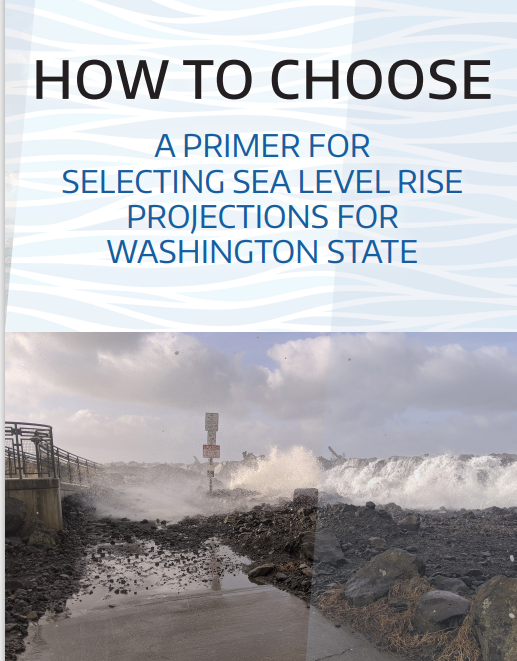 HOW TO CHOOSE
A PRIMER FOR
SELECTING SEA LEVEL RISE
PROJECTIONS FOR
WASHINGTON STATE